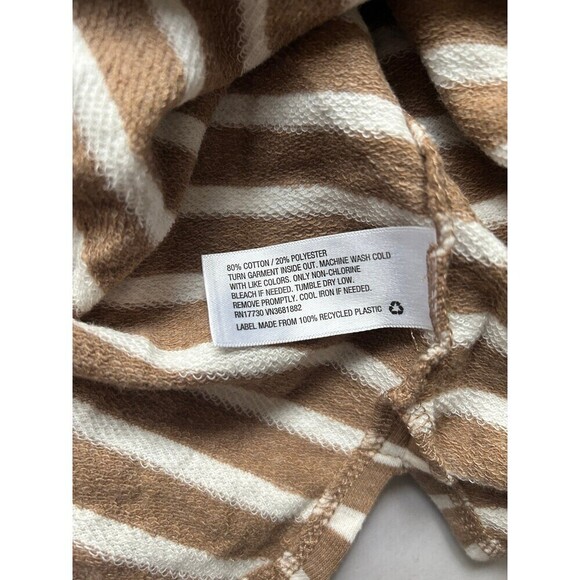 80% COTTON / 20% POLYESTER
TURN GARMENT INSIDE OUT. MACHINE WASH COLD
WITH LIKE COLORS. ONLY NON-CHLORINE
BLEACH IF NEEDED. TUMBLE DRY LOW.
REMOVE PROMPTLY. COOL IRON IF NEEDED.
RN17730 VN3681882
LABEL MADE FROM 100% RECYCLED PLASTIC